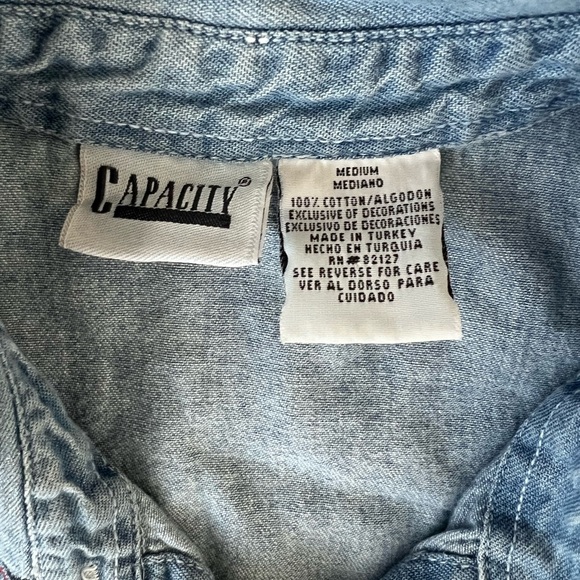 CAPACITY®
MEDIUM
MEDIANO
100% COTTON/ALGODON
EXCLUSIVE OF DECORATIONS
EXCLUSIVO DE DECORACIONES
MADE IN TURKEY
HECHO EN TURQUIA
RN# 82127
SEE REVERSE FOR CARE
VER AL DORSO PARA
CUIDADO